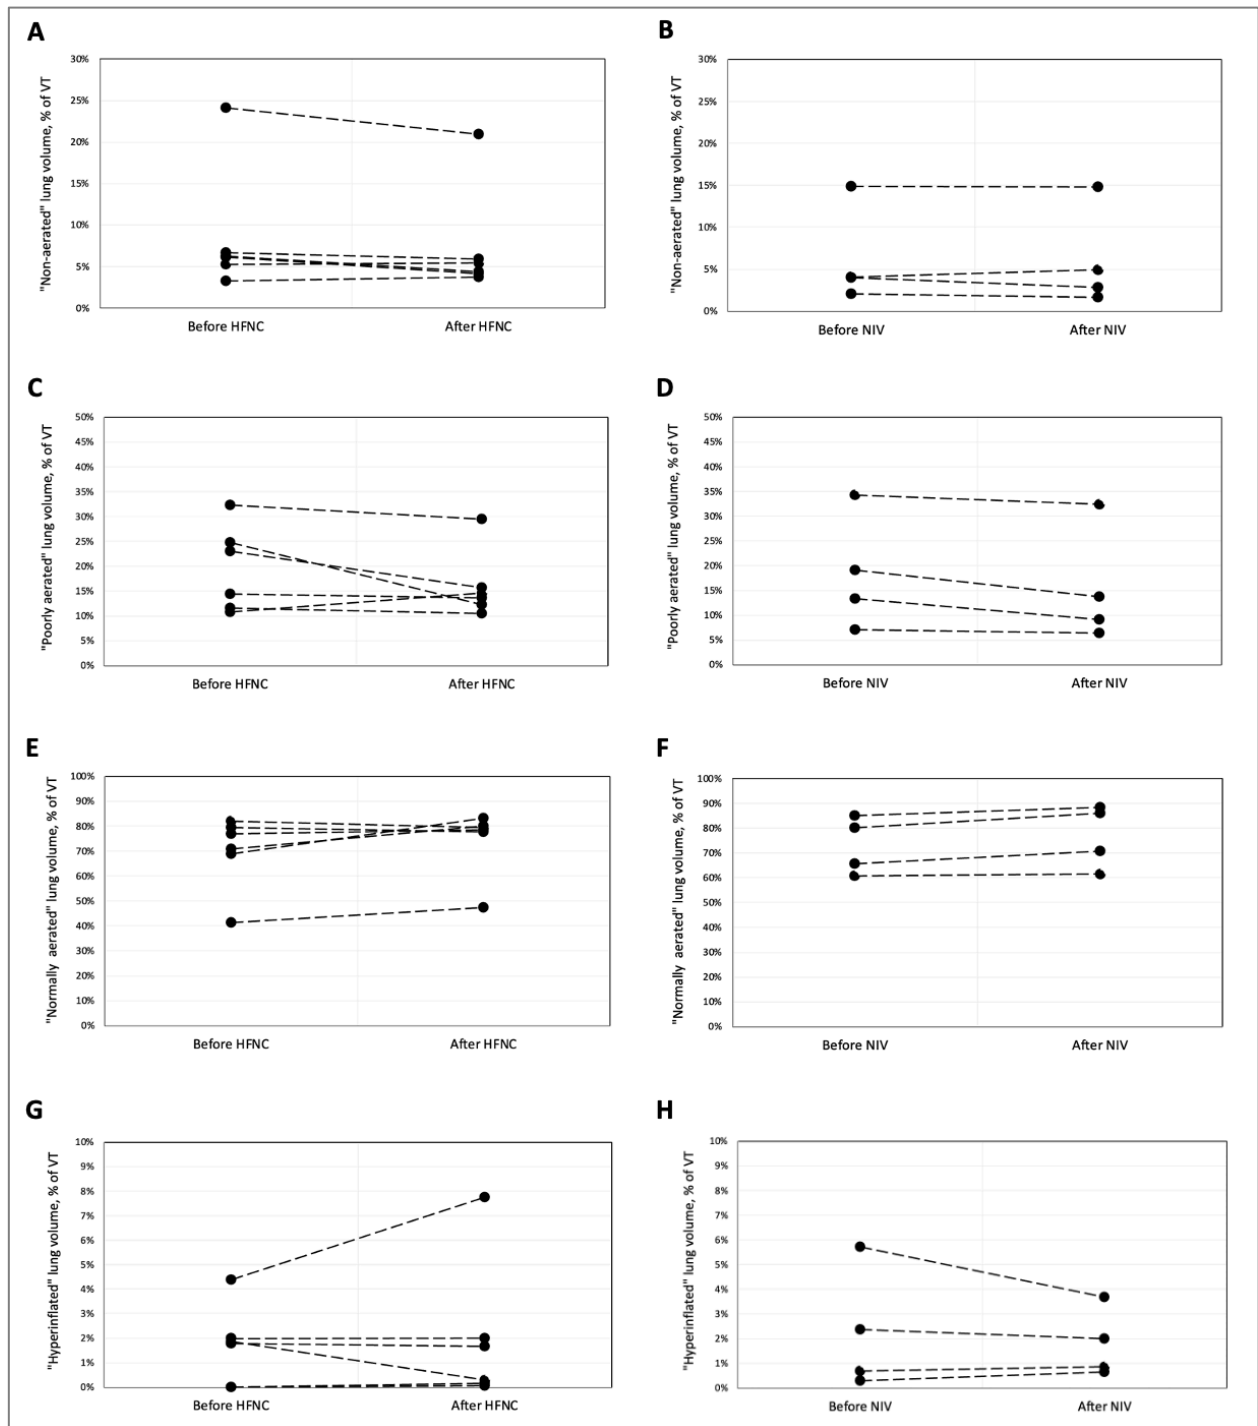 A
"Non-aerated" lung volume, % of VT
30%
25%
20%
15%
10%
5%
0%
Before HFNC
After HFNC
B
"Non-aerated" lung volume, % of VT
30%
25%
20%
15%
10%
5%
0%
Before NIV
After NIV
C
"Poorly aerated" lung volume, % of VT
50%
45%
40%
35%
30%
25%
20%
15%
10%
5%
0%
Before HFNC
After HFNC
D
"Poorly aerated" lung volume, % of VT
50%
45%
40%
35%
30%
25%
20%
15%
10%
5%
0%
Before NIV
After NIV
E
"Normally aerated" lung volume, % of VT
100%
90%
80%
70%
60%
50%
40%
30%
20%
10%
0%
Before HFNC
After HFNC
F
"Normally aerated" lung volume, % of VT
100%
90%
80%
70%
60%
50%
40%
30%
20%
10%
0%
Before NIV
After NIV
G
"Hyperinflated" lung volume, % of VT
10%
9%
8%
7%
6%
5%
4%
3%
2%
1%
0%
Before HFNC
After HFNC
H
"Hyperinflated" lung volume, % of VT
10%
9%
8%
7%
6%
5%
4%
3%
2%
1%
0%
Before NIV
After NIV